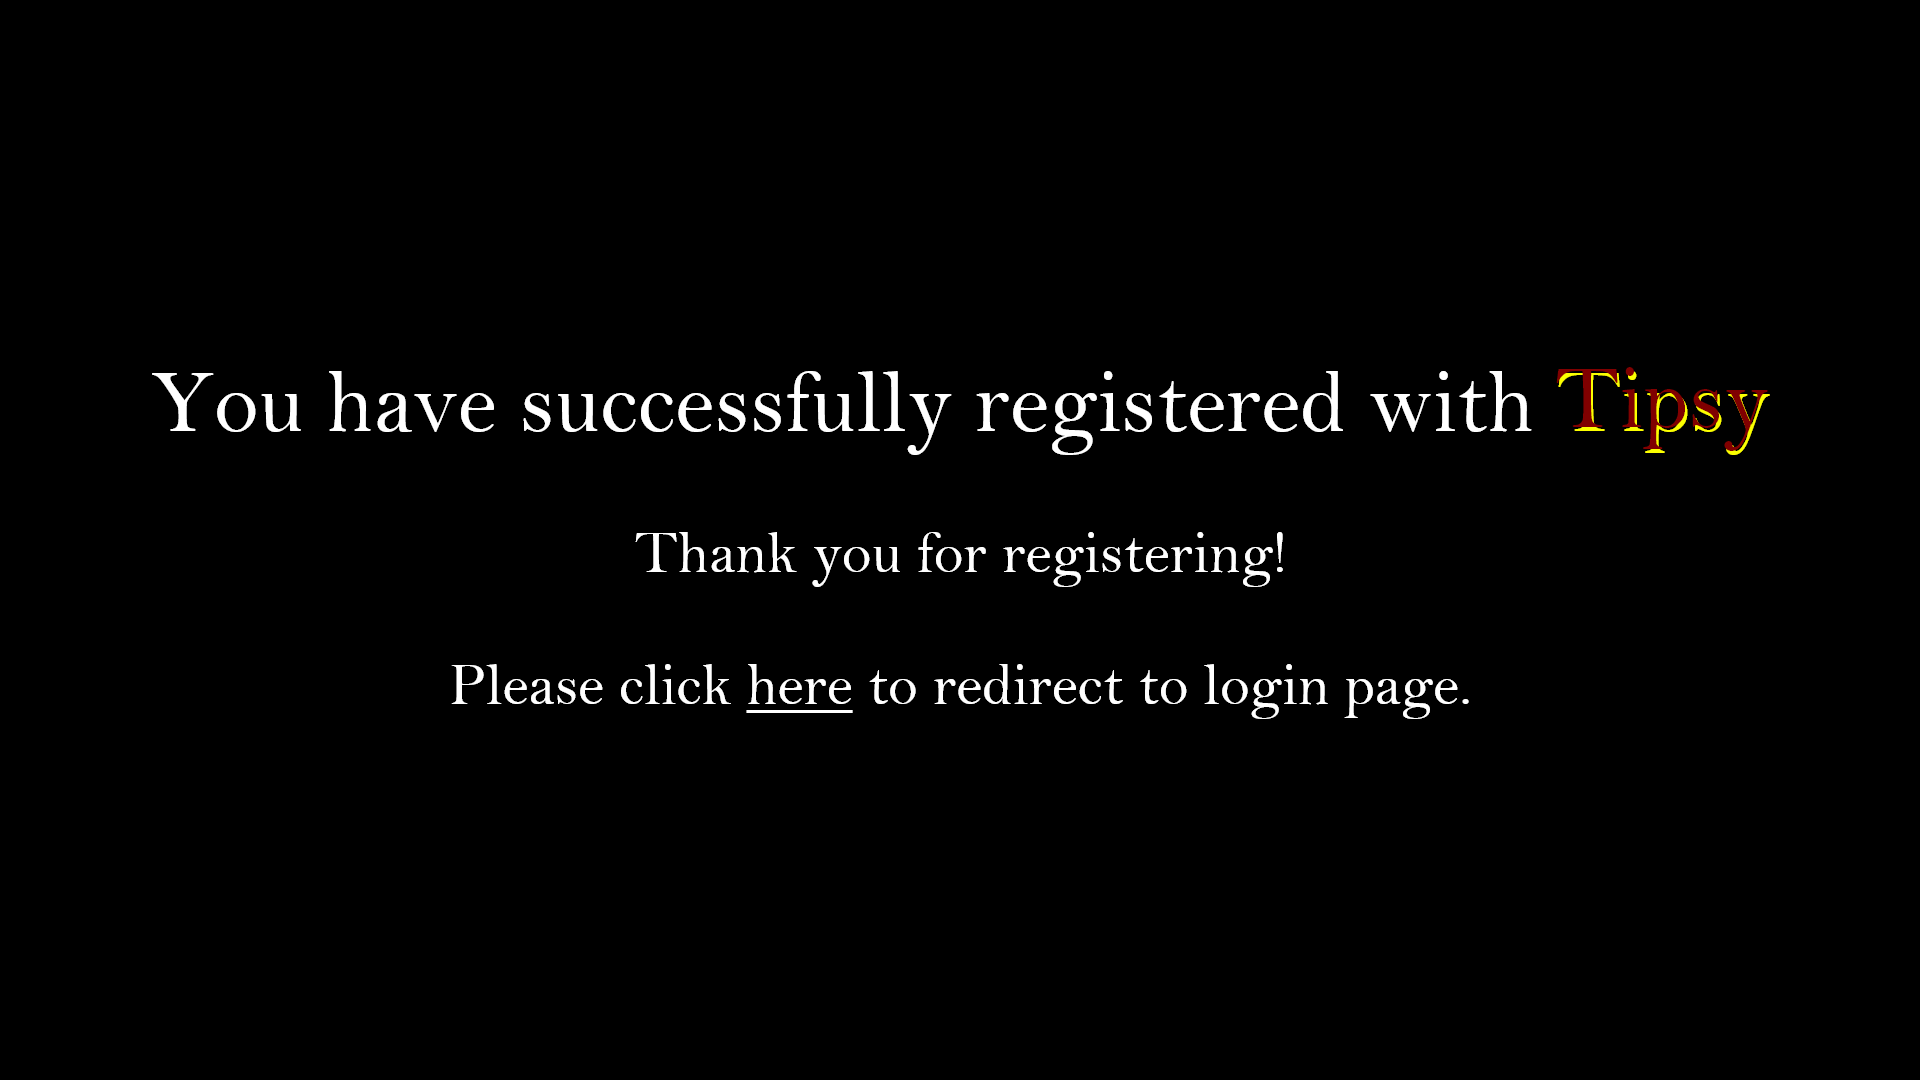 You have successfully registered with Tipsy
Thank you for registering!
Please click here to redirect to login page.